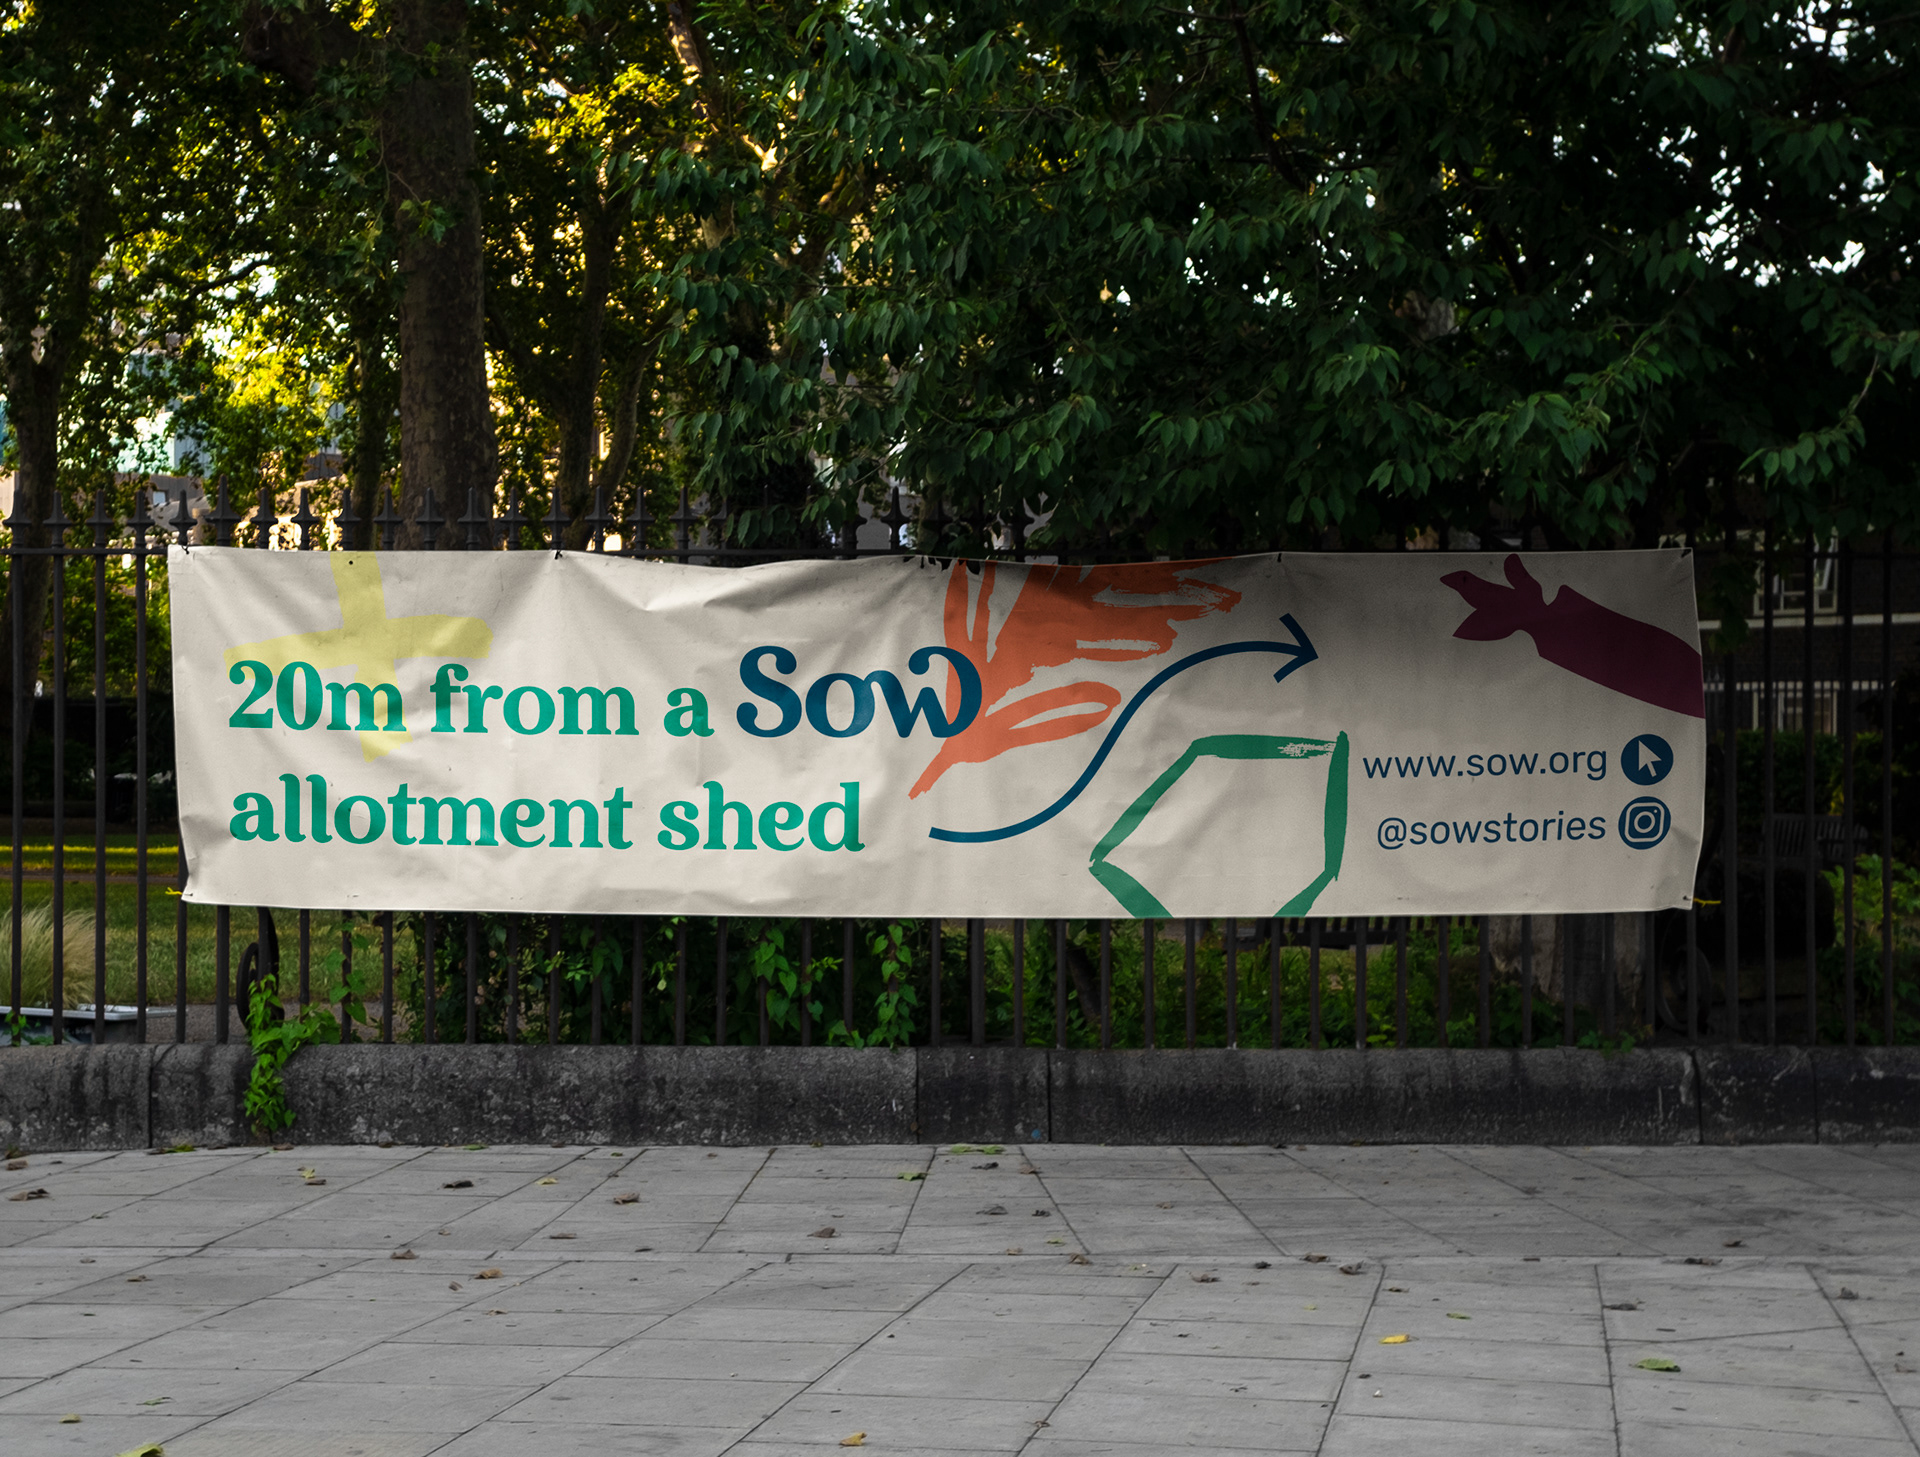 20m from a Sow
allotment shed
www.sow.org
@sowstories